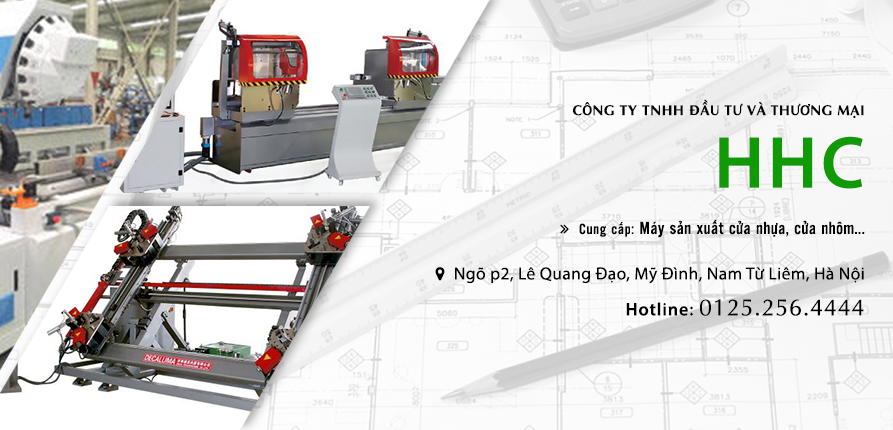 CÔNG TY TNHH ĐẦU TƯ VÀ THƯƠNG MẠI
HHC
» Cung cấp: Máy sản xuất cửa nhựa, cửa nhôm...
Ngõ p2, Lê Quang Đạo, Mỹ Đình, Nam Từ Liêm, Hà Nội
Hotline: 0125.256.4444
DECALUMA